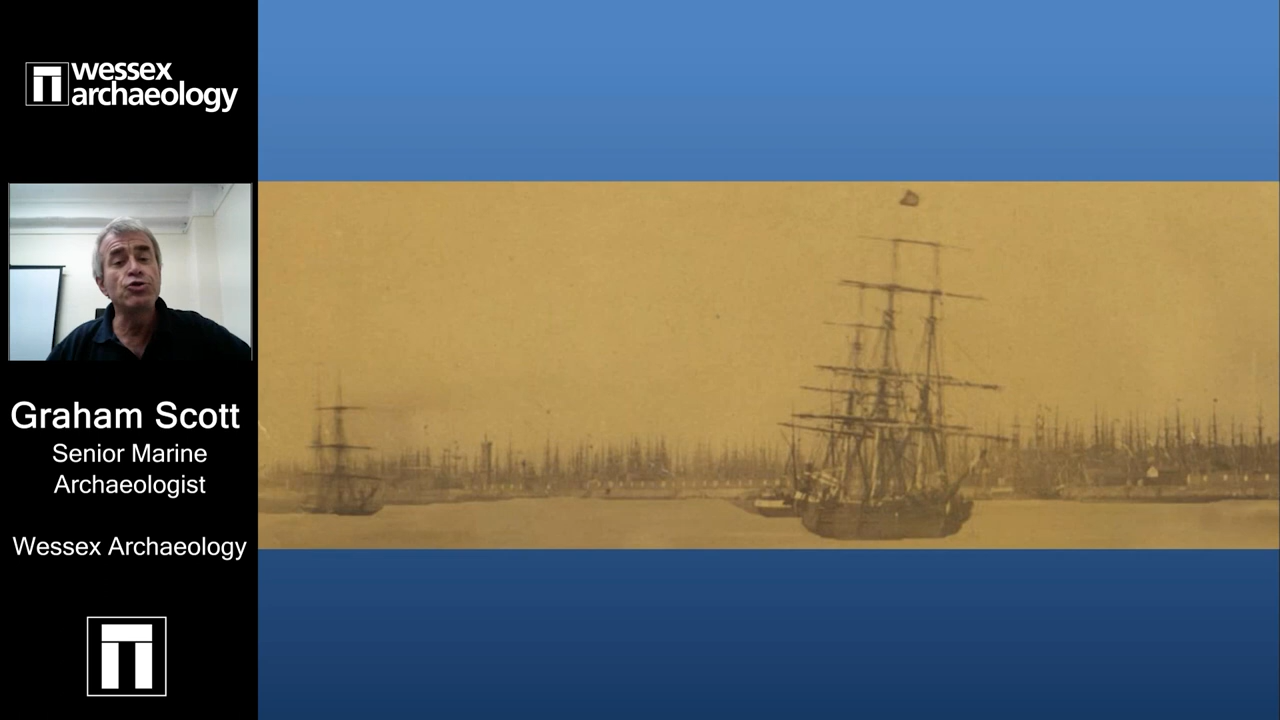 wessex
archaeology
Graham Scott
Senior Marine
Archaeologist
Wessex Archaeology